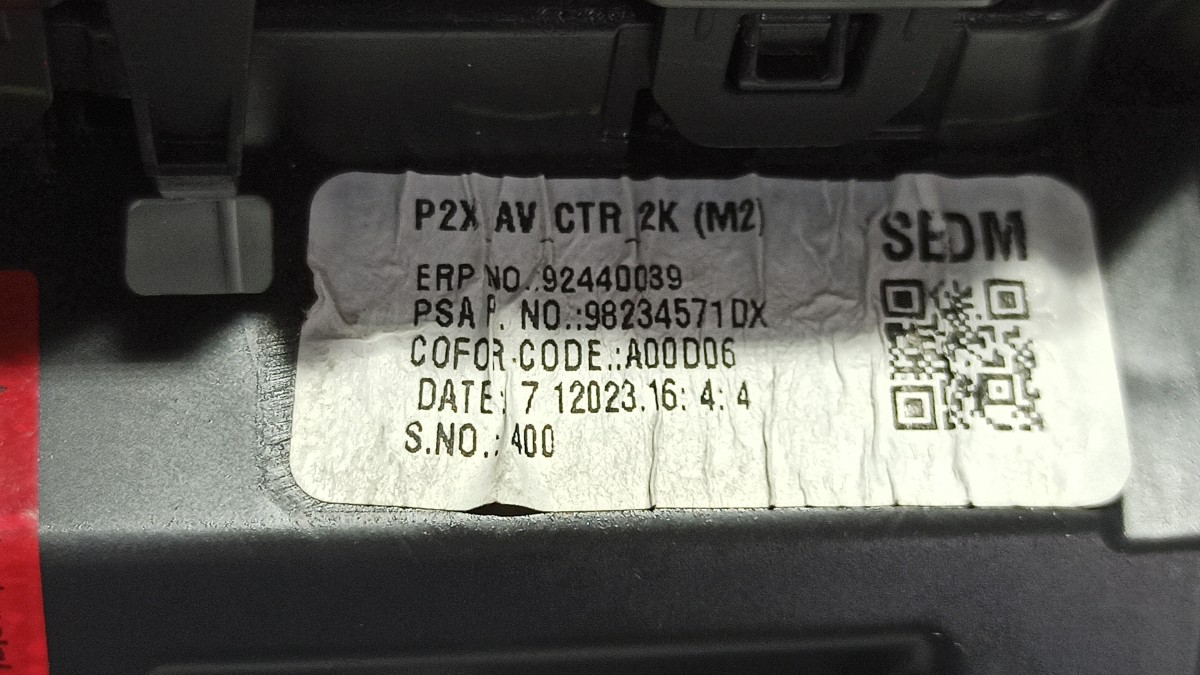 P2X AV CTR 2K (M2)
SEDM
ERP NO.:92440039
PSA P. NO.:98234571DX
COFOR CODE.:A00D06
DATE: 7 12023.16: 4: 4
S.NO.: 400